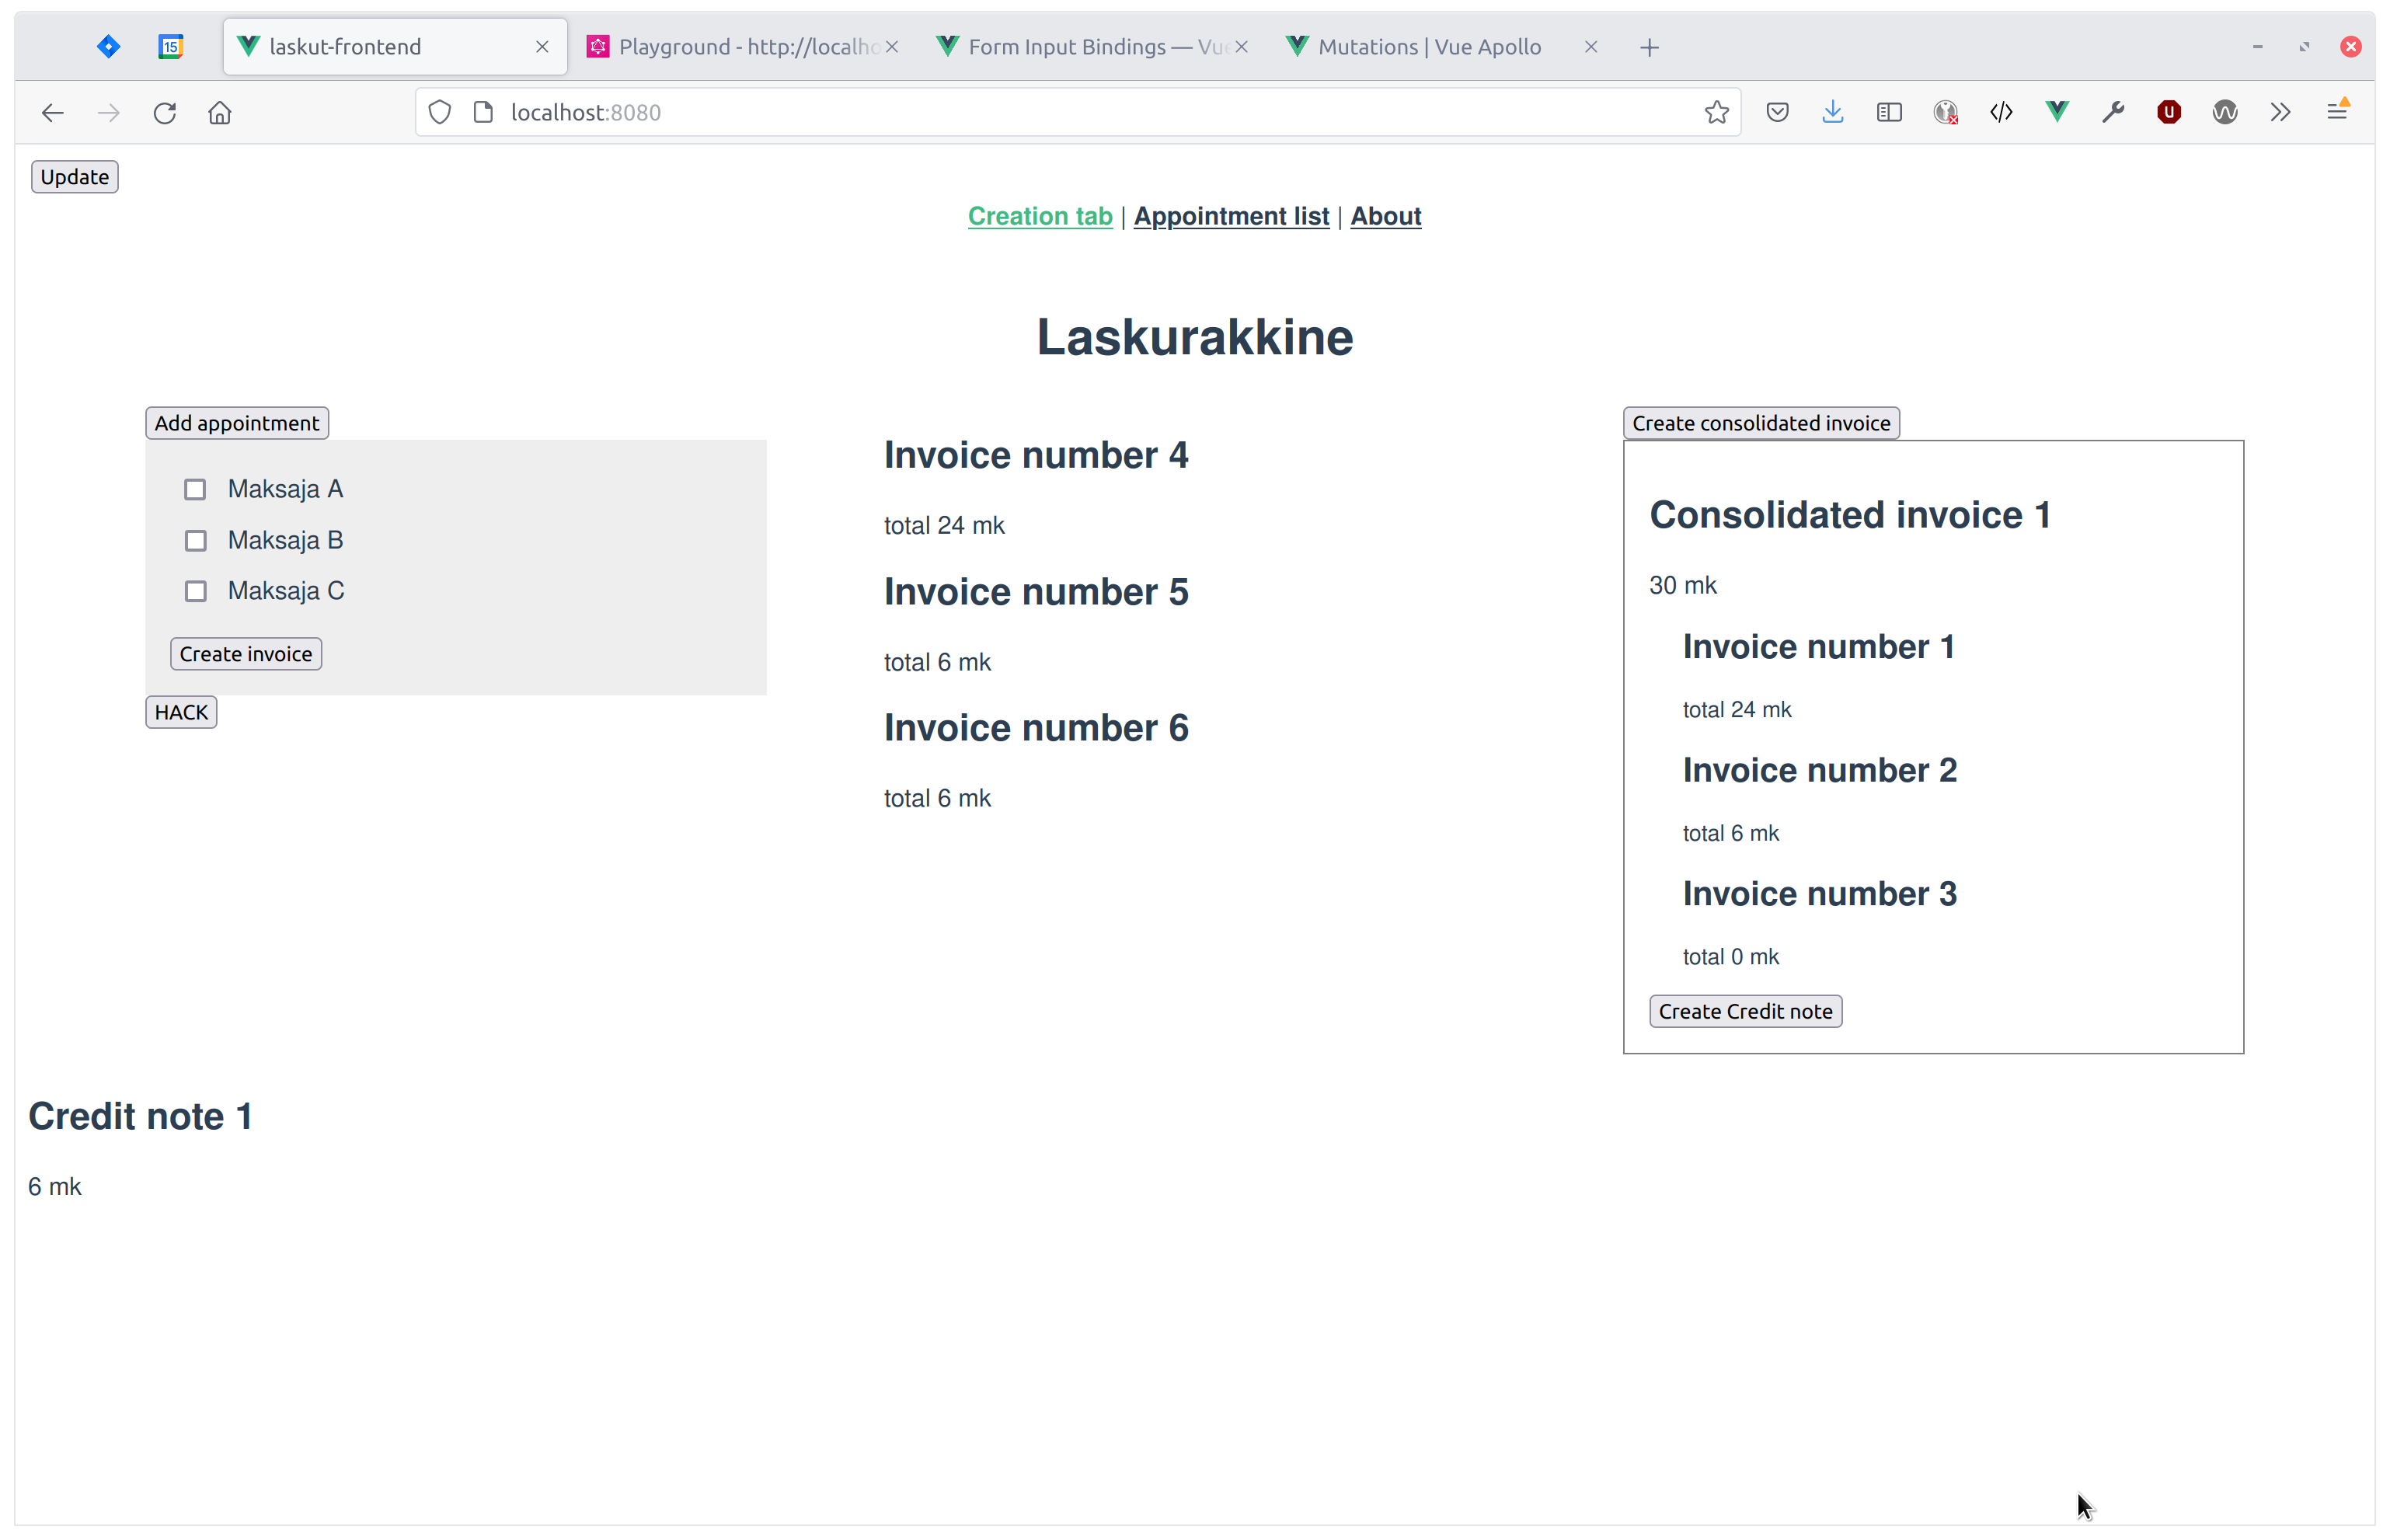 15
laskut-frontend
Playground - http://localho
Form Input Bindings — Vue
Mutations | Vue Apollo
localhost:8080
Update
Creation tab | Appointment list | About
Laskurakkine
Add appointment
Maksaja A
Maksaja B
Maksaja C
Create invoice
HACK
Invoice number 4
total 24 mk
Invoice number 5
total 6 mk
Invoice number 6
total 6 mk
Create consolidated invoice
Consolidated invoice 1
30 mk
Invoice number 1
total 24 mk
Invoice number 2
total 6 mk
Invoice number 3
total 0 mk
Create Credit note
Credit note 1
6 mk